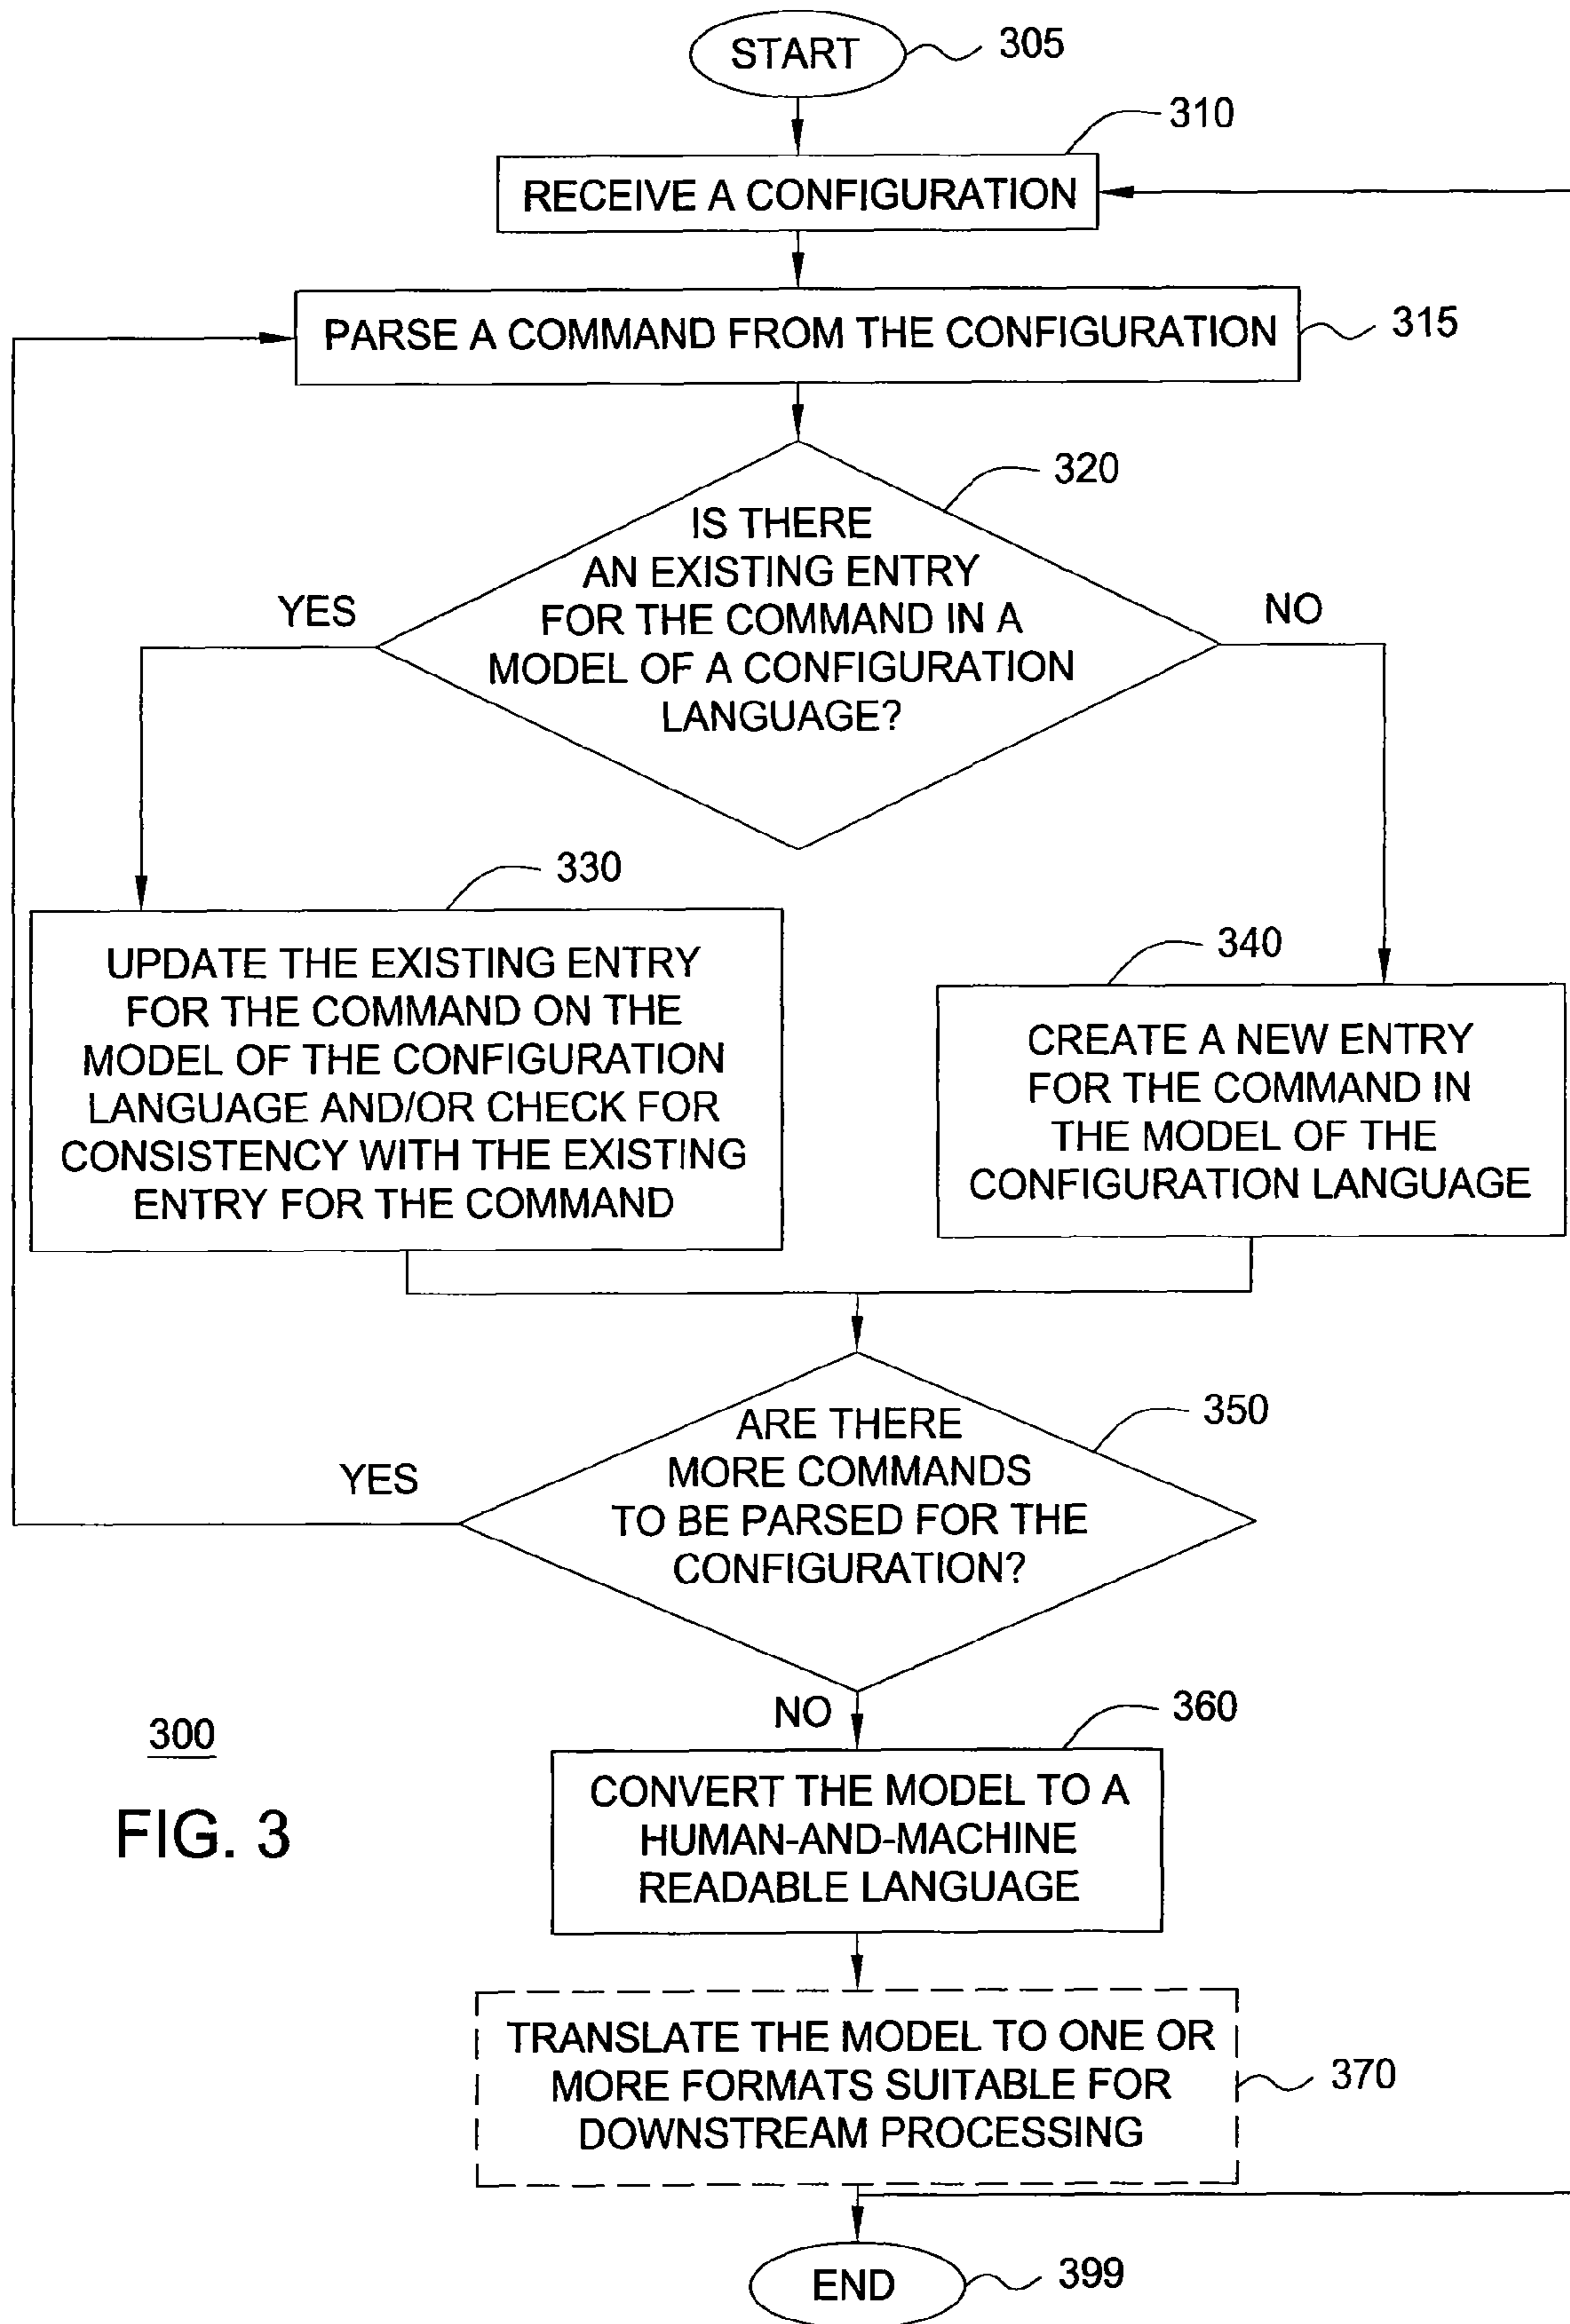 START
305
310
RECEIVE A CONFIGURATION
PARSE A COMMAND FROM THE CONFIGURATION
315
320
IS THERE
AN EXISTING ENTRY
FOR THE COMMAND IN A
MODEL OF A CONFIGURATION
LANGUAGE?
YES
NO
330
UPDATE THE EXISTING ENTRY
FOR THE COMMAND ON THE
MODEL OF THE CONFIGURATION
LANGUAGE AND/OR CHECK FOR
CONSISTENCY WITH THE EXISTING
ENTRY FOR THE COMMAND
340
CREATE A NEW ENTRY
FOR THE COMMAND IN
THE MODEL OF THE
CONFIGURATION LANGUAGE
350
ARE THERE
MORE COMMANDS
TO BE PARSED FOR THE
CONFIGURATION?
YES
NO
360
CONVERT THE MODEL TO A
HUMAN-AND-MACHINE
READABLE LANGUAGE
300
FIG. 3
TRANSLATE THE MODEL TO ONE OR
MORE FORMATS SUITABLE FOR
DOWNSTREAM PROCESSING
370
END
399